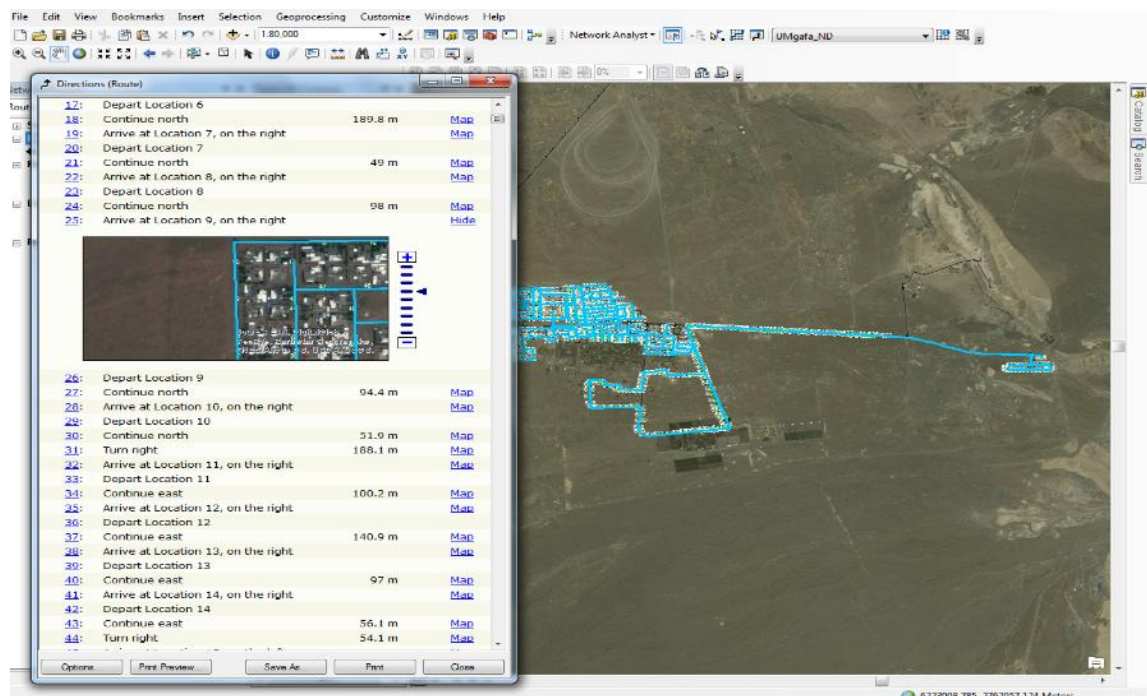 File Edit View Bookmarks Insert Selection Geoprocessing Customize Windows Help
1:80,000 Network Analyst UMgafa_ND
0%
Directions (Route)
17: Depart Location 6
18: Continue north 189.8 m Map
19: Arrive at Location 7, on the right Map
20: Depart Location 7
21: Continue north 49 m Map
22: Arrive at Location 8, on the right Map
23: Depart Location 8
24: Continue north 98 m Map
25: Arrive at Location 9, on the right Hide
26: Depart Location 9
27: Continue north 94.4 m Map
28: Arrive at Location 10, on the right Map
29: Depart Location 10
30: Continue north 51.9 m Map
31: Turn right 188.1 m Map
32: Arrive at Location 11, on the right Map
33: Depart Location 11
34: Continue east 100.2 m Map
35: Arrive at Location 12, on the right Map
36: Depart Location 12
37: Continue east 140.9 m Map
38: Arrive at Location 13, on the right Map
39: Depart Location 13
40: Continue east 97 m Map
41: Arrive at Location 14, on the right Map
42: Depart Location 14
43: Continue east 56.1 m Map
44: Turn right 54.1 m Map
Options... Print Preview... Save As... Print... Close
Catalog
Search